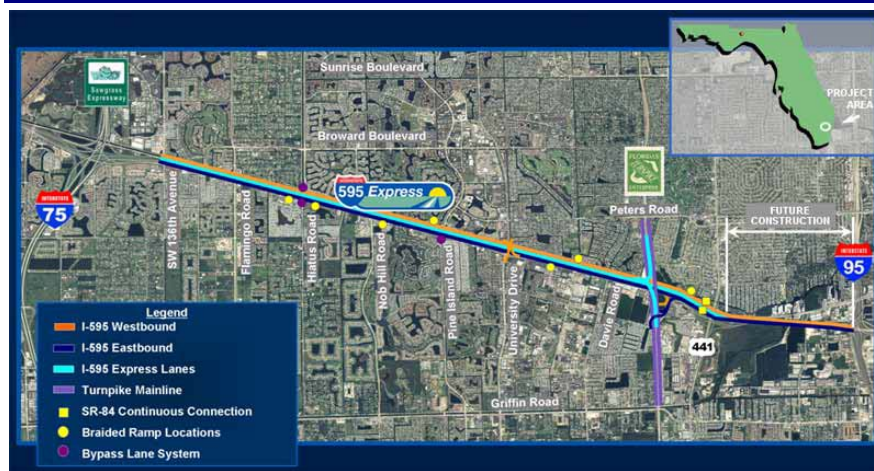 Sawgrass
Expressway
Sunrise Boulevard
Broward Boulevard
PROJECT
AREA
INTERSTATE
75
SW 136th Avenue
Flamingo Road
Hiatus Road
INTERSTATE
595 Express
Nob Hill Road
Pine Island Road
University Drive
Davie Road
Peters Road
FUTURE
CONSTRUCTION
INTERSTATE
95
441
Griffin Road
Legend
I-595 Westbound
I-595 Eastbound
I-595 Express Lanes
Turnpike Mainline
SR-84 Continuous Connection
Braided Ramp Locations
Bypass Lane System